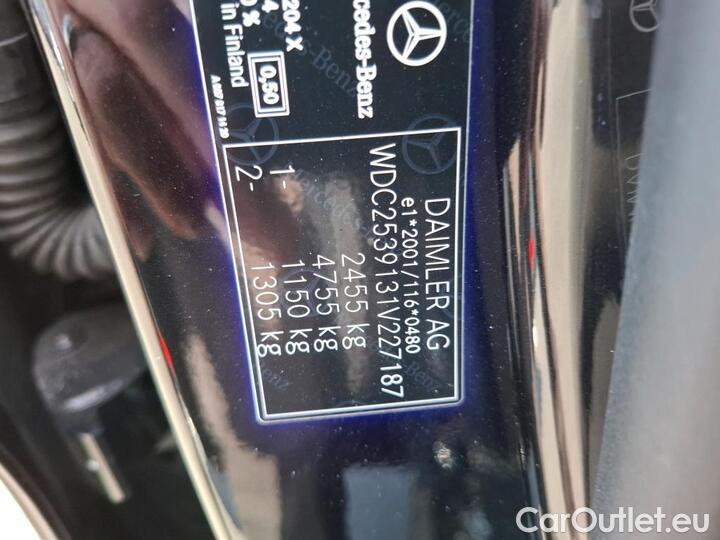 Mercedes-Benz
204 X
in Finland
0,50
DAIMLER AG
e1*2001/116*0480
WDC2539131V227187
2455 kg
4755 kg
1- 1150 kg
2- 1305 kg
CarOutlet.eu